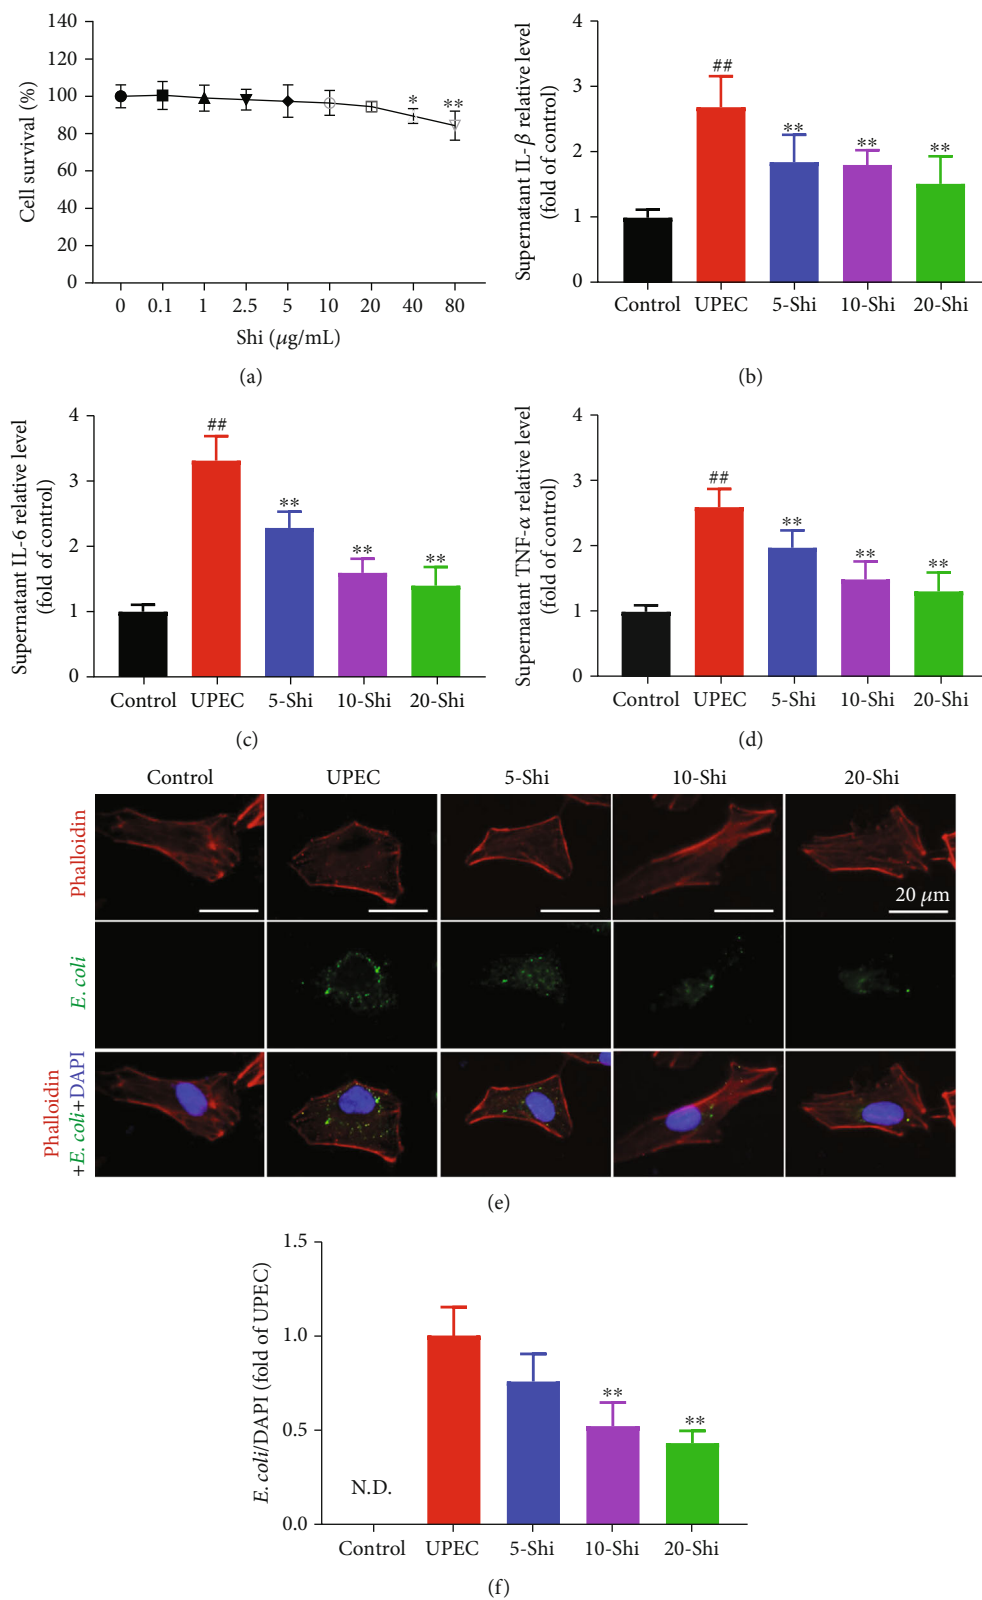 140
120
100
80
60
40
20
0
Cell survival (%)
*
**
0 0.1 1 2.5 5 10 20 40 80
Shi (μg/mL)
(a)
4
3
2
1
0
Supernatant IL-β relative level
(fold of control)
##
**
**
**
Control UPEC 5-Shi 10-Shi 20-Shi
(b)
4
3
2
1
0
Supernatant IL-6 relative level
(fold of control)
##
**
**
**
Control UPEC 5-Shi 10-Shi 20-Shi
(c)
4
3
2
1
0
Supernatant TNF-α relative level
(fold of control)
##
**
**
**
Control UPEC 5-Shi 10-Shi 20-Shi
(d)
Control UPEC 5-Shi 10-Shi 20-Shi
Phalloidin
20 μm
E. coli
Phalloidin
+E. coli+DAPI
(e)
1.5
1.0
0.5
0.0
E. coli/DAPI (fold of UPEC)
N.D.
**
**
Control UPEC 5-Shi 10-Shi 20-Shi
(f)